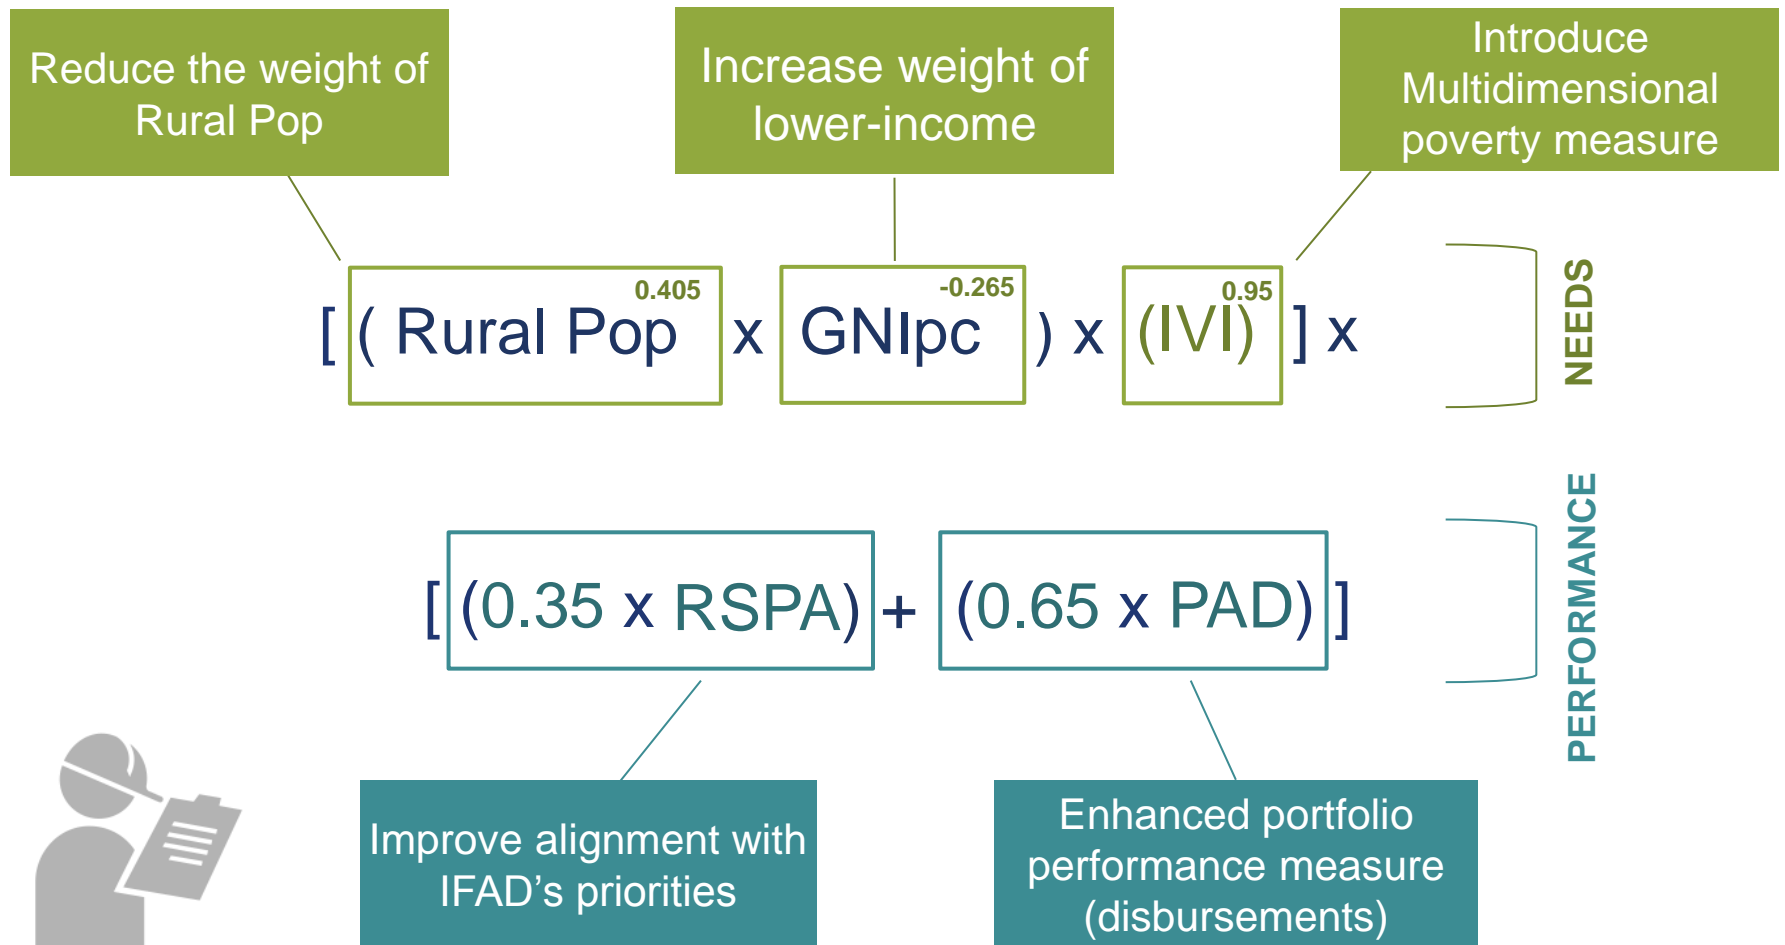 Reduce the weight of
Rural Pop
Increase weight of
lower-income
Introduce
Multidimensional
poverty measure
[ ( Rural Pop 0.405 x GNIpc -0.265 ) x (IVI) 0.95 ] x
NEEDS
[ (0.35 x RSPA) + (0.65 x PAD) ]
PERFORMANCE
Improve alignment with
IFAD's priorities
Enhanced portfolio
performance measure
(disbursements)